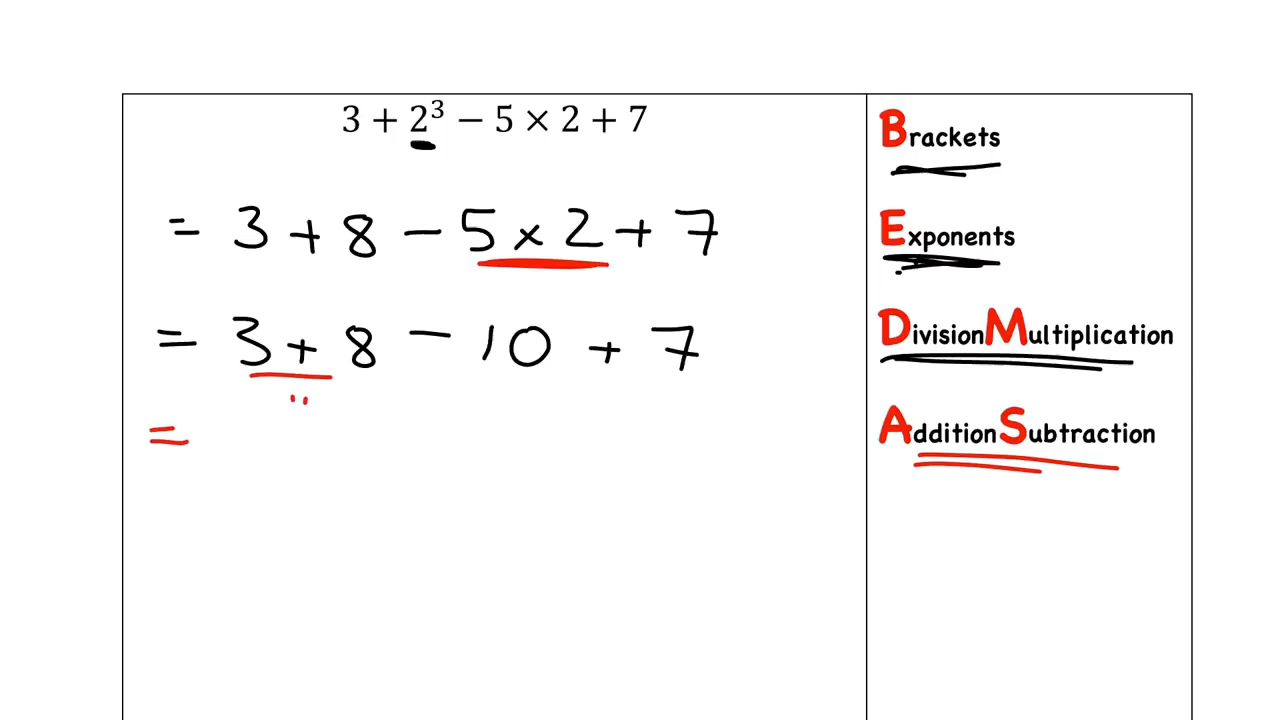 3 + 2³ − 5 × 2 + 7
= 3 + 8 − 5 × 2 + 7
= 3 + 8 − 10 + 7
=
Brackets
Exponents
DivisionMultiplication
AdditionSubtraction